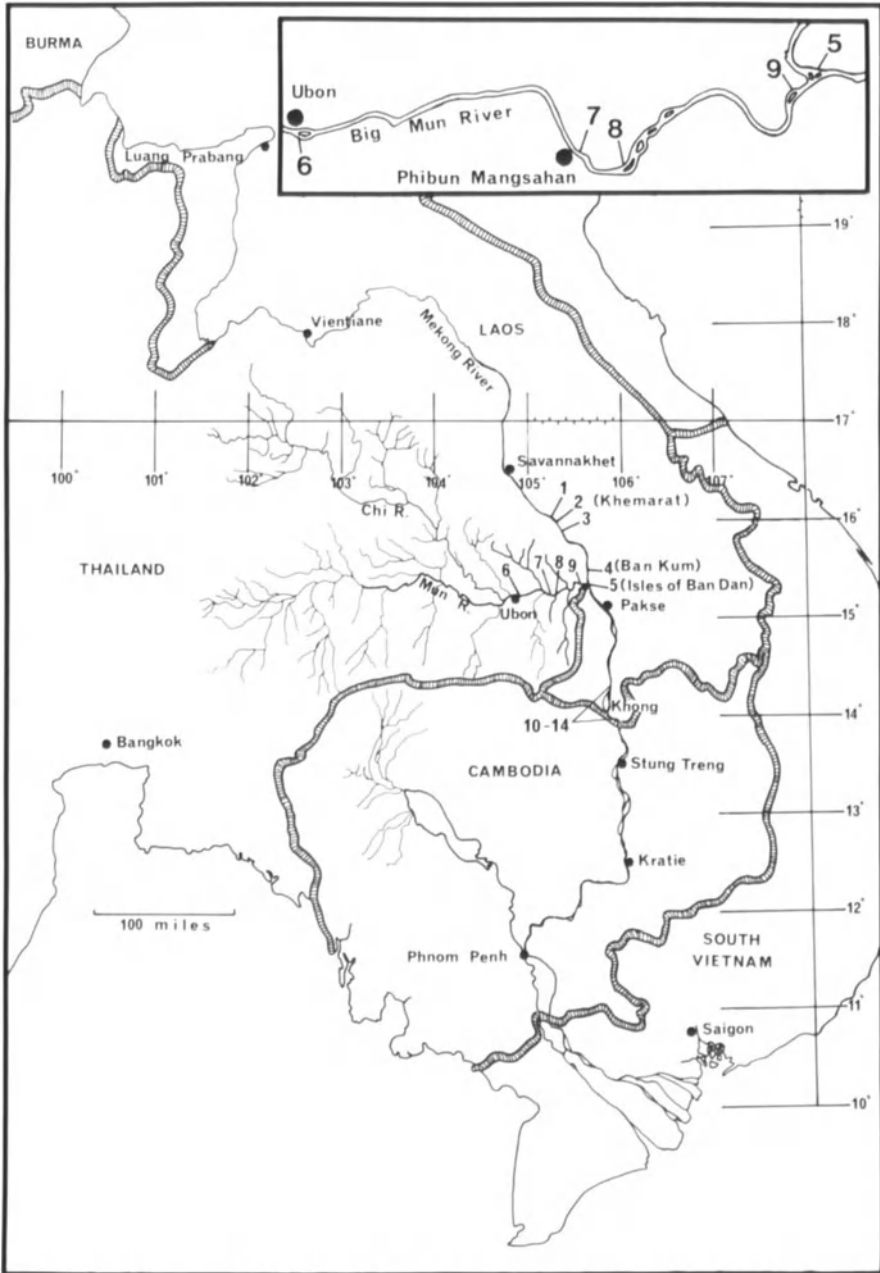 BURMA
Ubon
6
Big Mun River
7
8
9
5
Phibun Mangsahan
Luang Prabang
19°
Vientiane
LAOS
18°
Mekong River
17°
100°
101°
102°
103°
104°
105°
106°
107°
Savannakhet
1
2 (Khemarat)
3
16°
Chi R.
THAILAND
4 (Ban Kum)
5 (Isles of Ban Dan)
6
7
8
9
Mun R.
Ubon
Pakse
15°
Khong
10-14
14°
Bangkok
CAMBODIA
Stung Treng
13°
Kratie
100 miles
12°
Phnom Penh
SOUTH
VIETNAM
11°
Saigon
10°